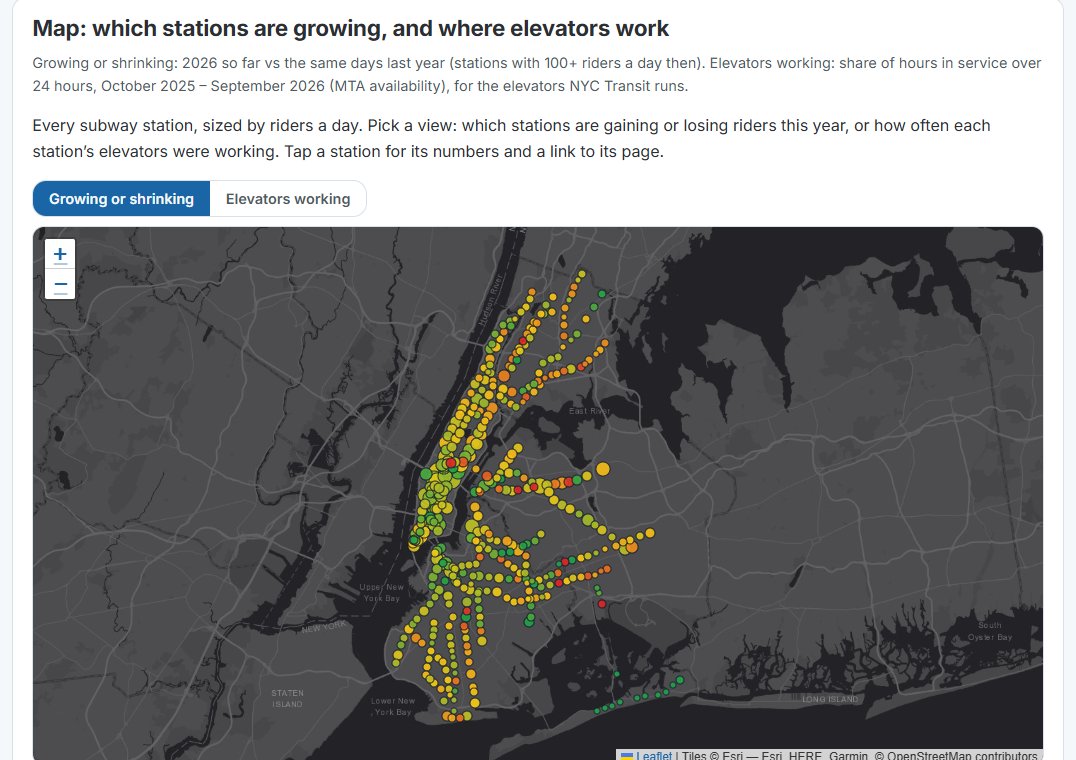 Map: which stations are growing, and where elevators work
Growing or shrinking: 2026 so far vs the same days last year (stations with 100+ riders a day then). Elevators working: share of hours in service over
24 hours, October 2025 – September 2026 (MTA availability), for the elevators NYC Transit runs.
Every subway station, sized by riders a day. Pick a view: which stations are gaining or losing riders this year, or how often each
station’s elevators were working. Tap a station for its numbers and a link to its page.
Growing or shrinking
Elevators working
+
−
Hudson River
East River
Upper New
York Bay
NEW YORK
South
Oyster Bay
STATEN
ISLAND
Lower New
York Bay
LONG ISLAND
Leaflet | Tiles © Esri — Esri, HERE, Garmin, © OpenStreetMap contributors